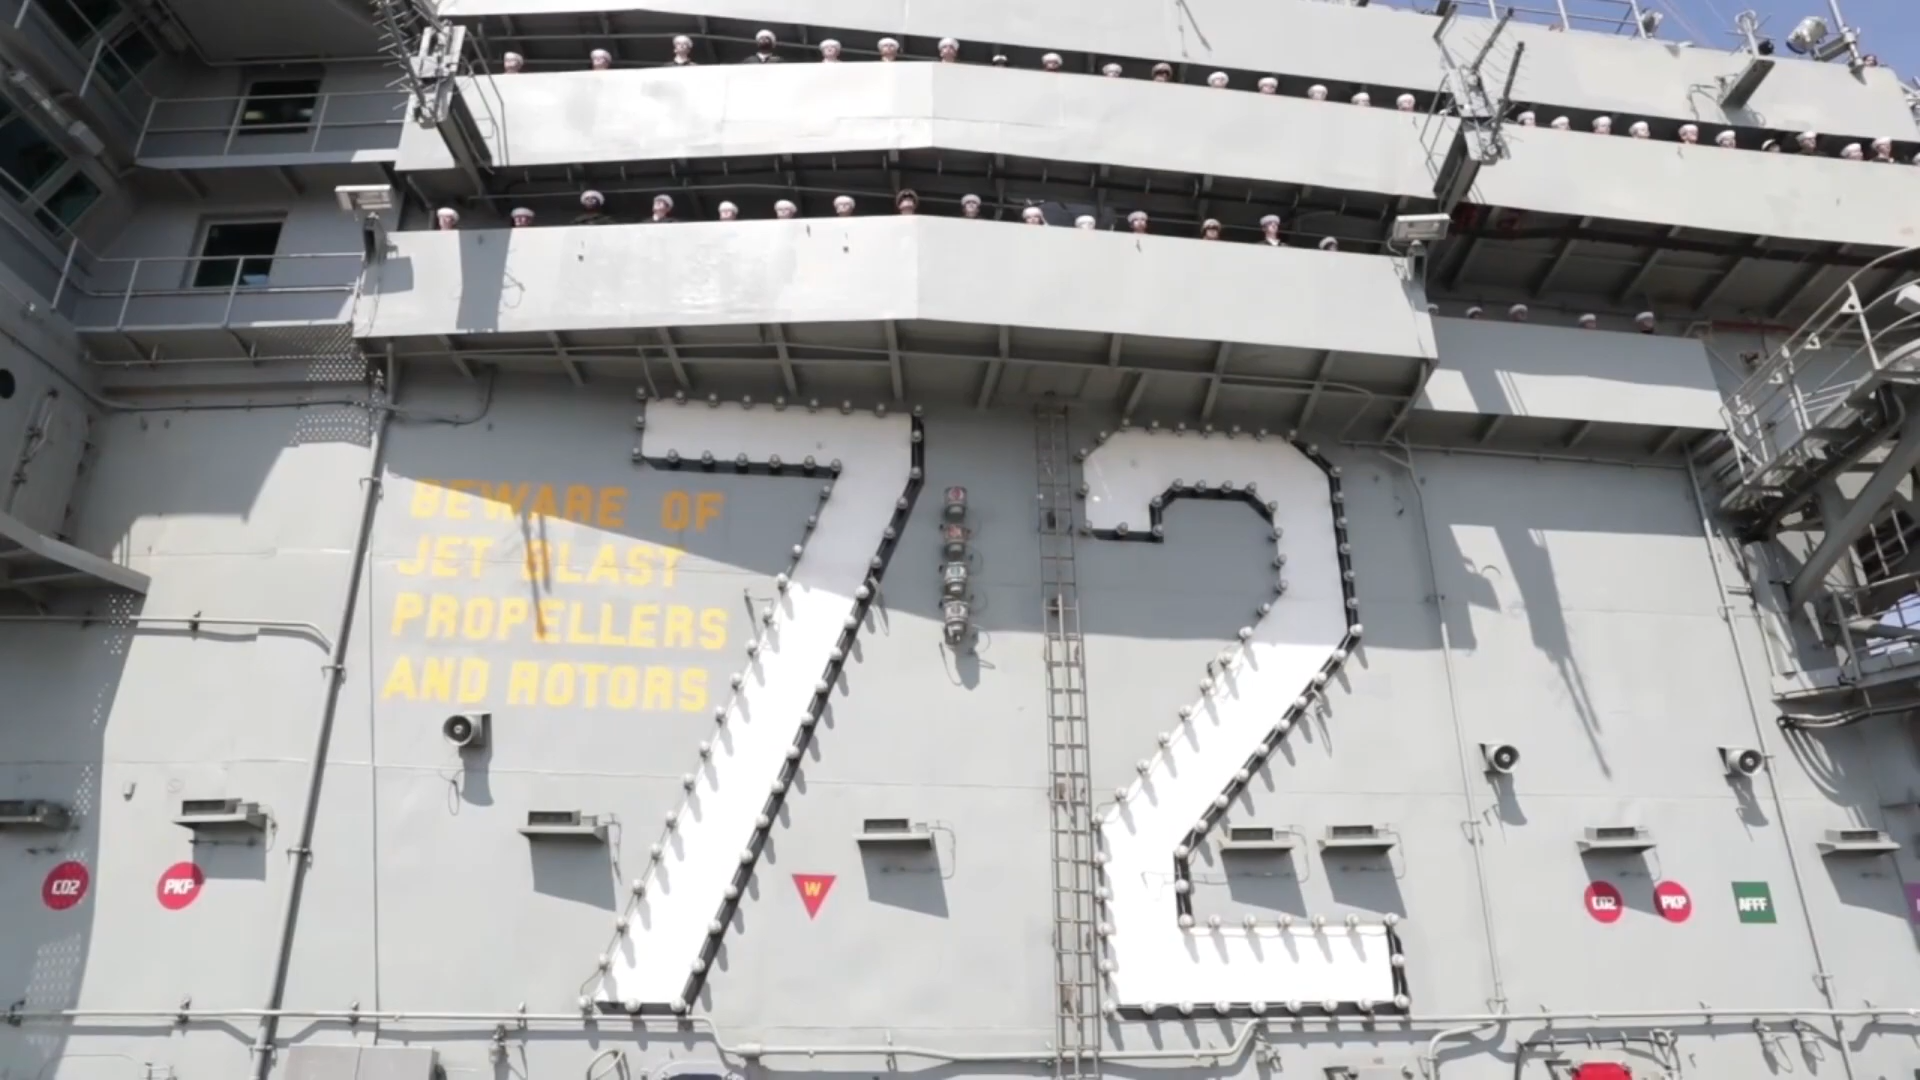 BEWARE OF
JET BLAST
PROPELLERS
AND ROTORS
72
CO2
PKP
W
CO2
PKP
AFFF